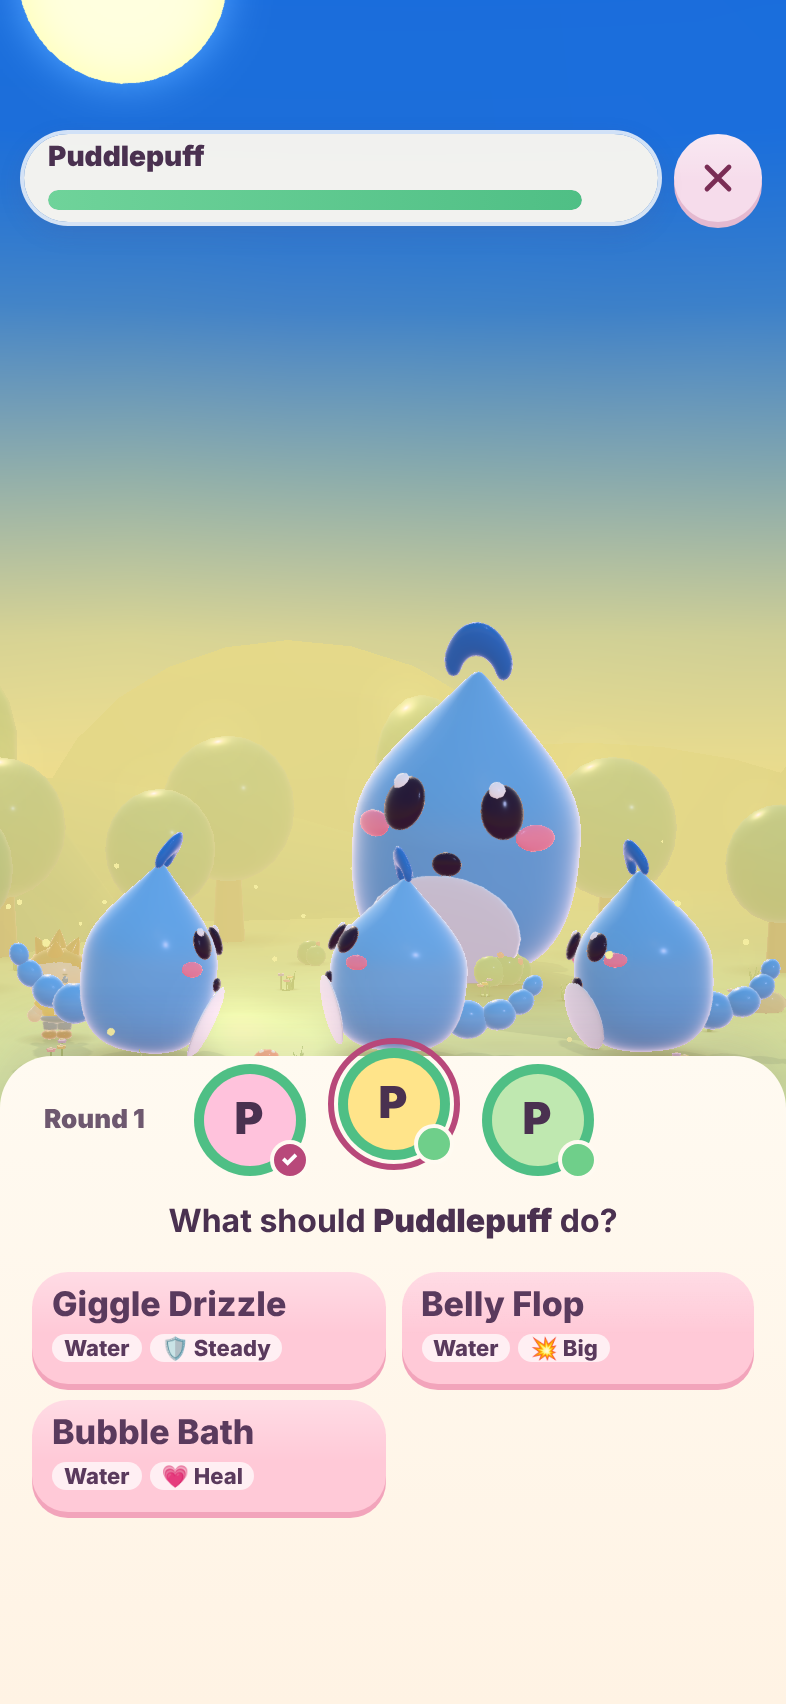 Puddlepuff
Round 1
P
P
P
What should Puddlepuff do?
Giggle Drizzle
Water
Steady
Belly Flop
Water
Big
Bubble Bath
Water
Heal